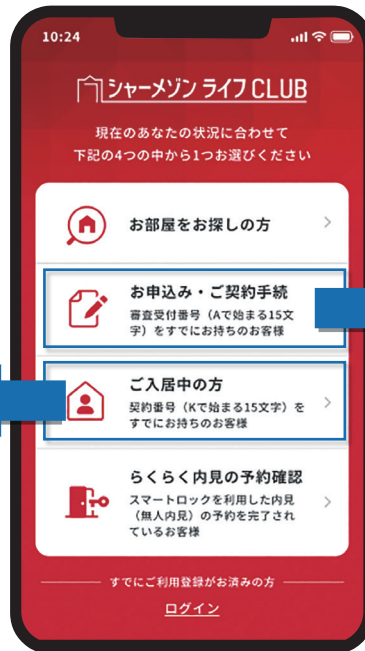 10:24
シャーメゾン ライフ CLUB
現在のあなたの状況に合わせて
下記の4つの中から1つお選びください
お部屋をお探しの方
お申込み・ご契約手続
審査受付番号（Aで始まる15文
字）をすでにお持ちのお客様
ご入居中の方
契約番号（Kで始まる15文字）を
すでにお持ちのお客様
らくらく内見の予約確認
スマートロックを利用した内見
（無人内見）の予約を完了され
ているお客様
すでにご利用登録がお済みの方
ログイン